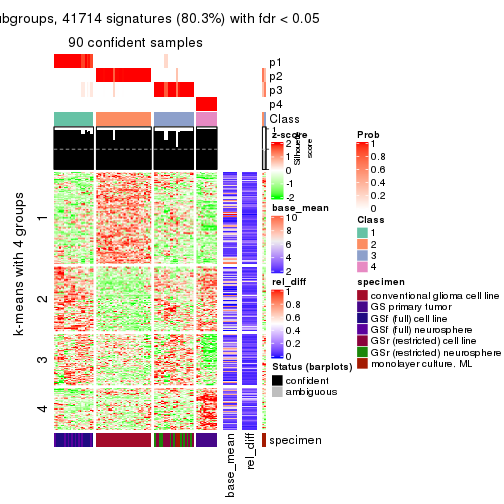 ubgroups, 41714 signatures (80.3%) with fdr < 0.05
90 confident samples
p1
p2
p3
p4
Class
1
Silhouette
score
k-means with 4 groups
1
2
3
4
base_mean
rel_diff
specimen
z-score
2
1
0
-1
-2
base_mean
10
8
6
4
2
rel_diff
1
0.8
0.6
0.4
0.2
0
Status (barplots)
confident
ambiguous
Prob
1
0.8
0.6
0.4
0.2
0
Class
1
2
3
4
specimen
conventional glioma cell line
GS primary tumor
GSf (full) cell line
GSf (full) neurosphere
GSr (restricted) cell line
GSr (restricted) neurosphere
monolayer culture. ML